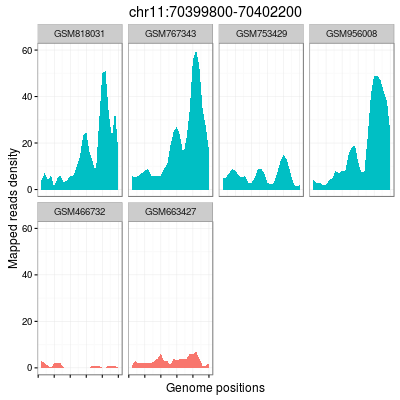 chr11:70399800-70402200
GSM818031 GSM767343 GSM753429 GSM956008
60
40
20
0
Mapped reads density
GSM466732 GSM663427
60
40
20
0
Genome positions